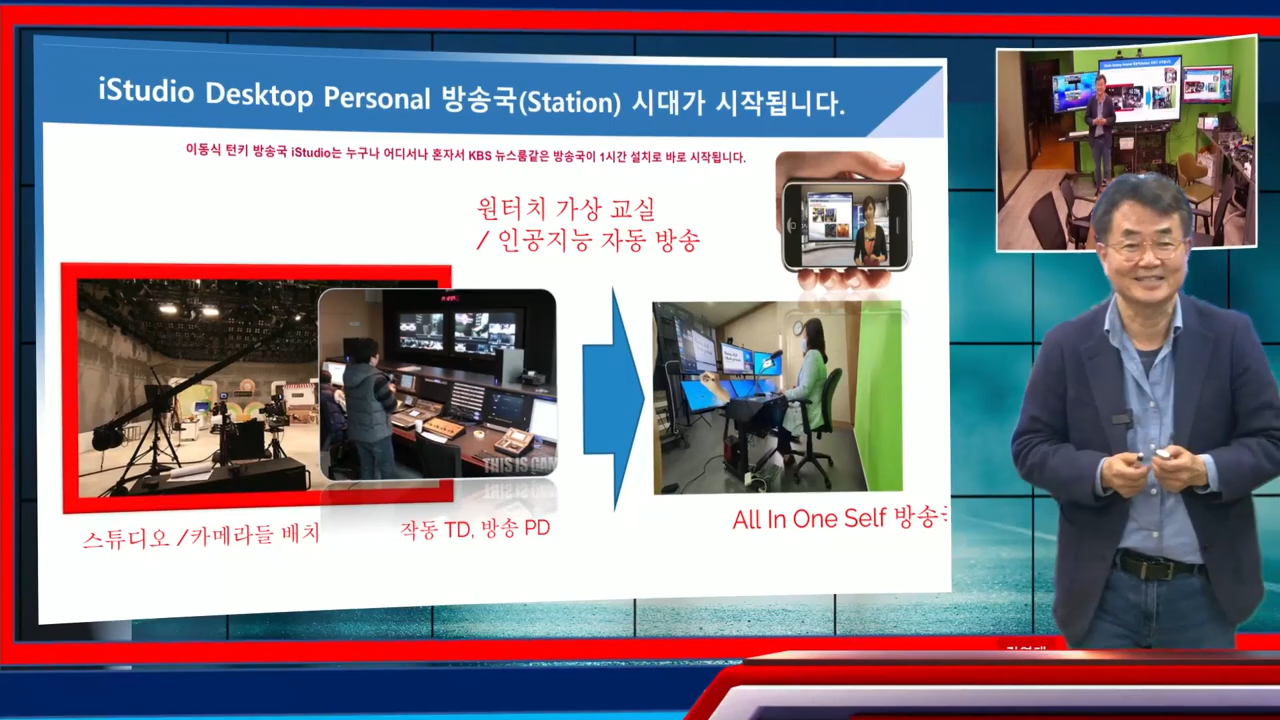 iStudio Desktop Personal 방송국(Station) 시대가 시작됩니다.
이동식 턴키 방송국 iStudio는 누구나 어디서나 혼자서 KBS 뉴스룸같은 방송국이 1시간 설치로 바로 시작됩니다.
원터치 가상 교실
/ 인공지능 자동 방송
THIS IS CAM
스튜디오 /카메라들 배치
작동 TD, 방송 PD
All In One Self 방송